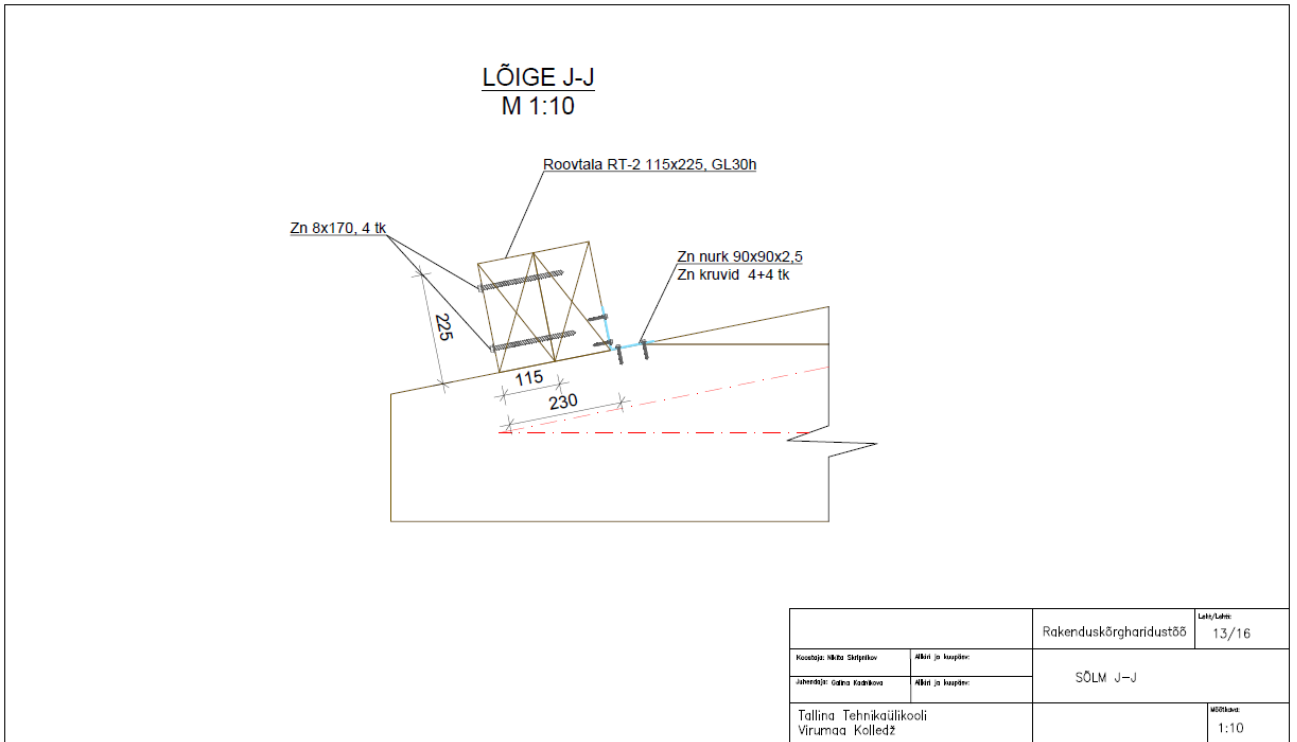 LÕIGE J-J
M 1:10
Roovtala RT-2 115x225, GL30h
Zn 8x170, 4 tk
Zn nurk 90x90x2,5
Zn kruvid 4+4 tk
225
115
230
Rakenduskõrgharidustöö
Leht/Lehti:
13/16
Koostaja: Nikita Skripnikov
Allkiri ja kuupäev:
Juhendaja: Galina Kadnikova
Allkiri ja kuupäev:
SÕLM J-J
Tallina Tehnikaülikooli
Virumaa Kolledž
Mõõtkava:
1:10